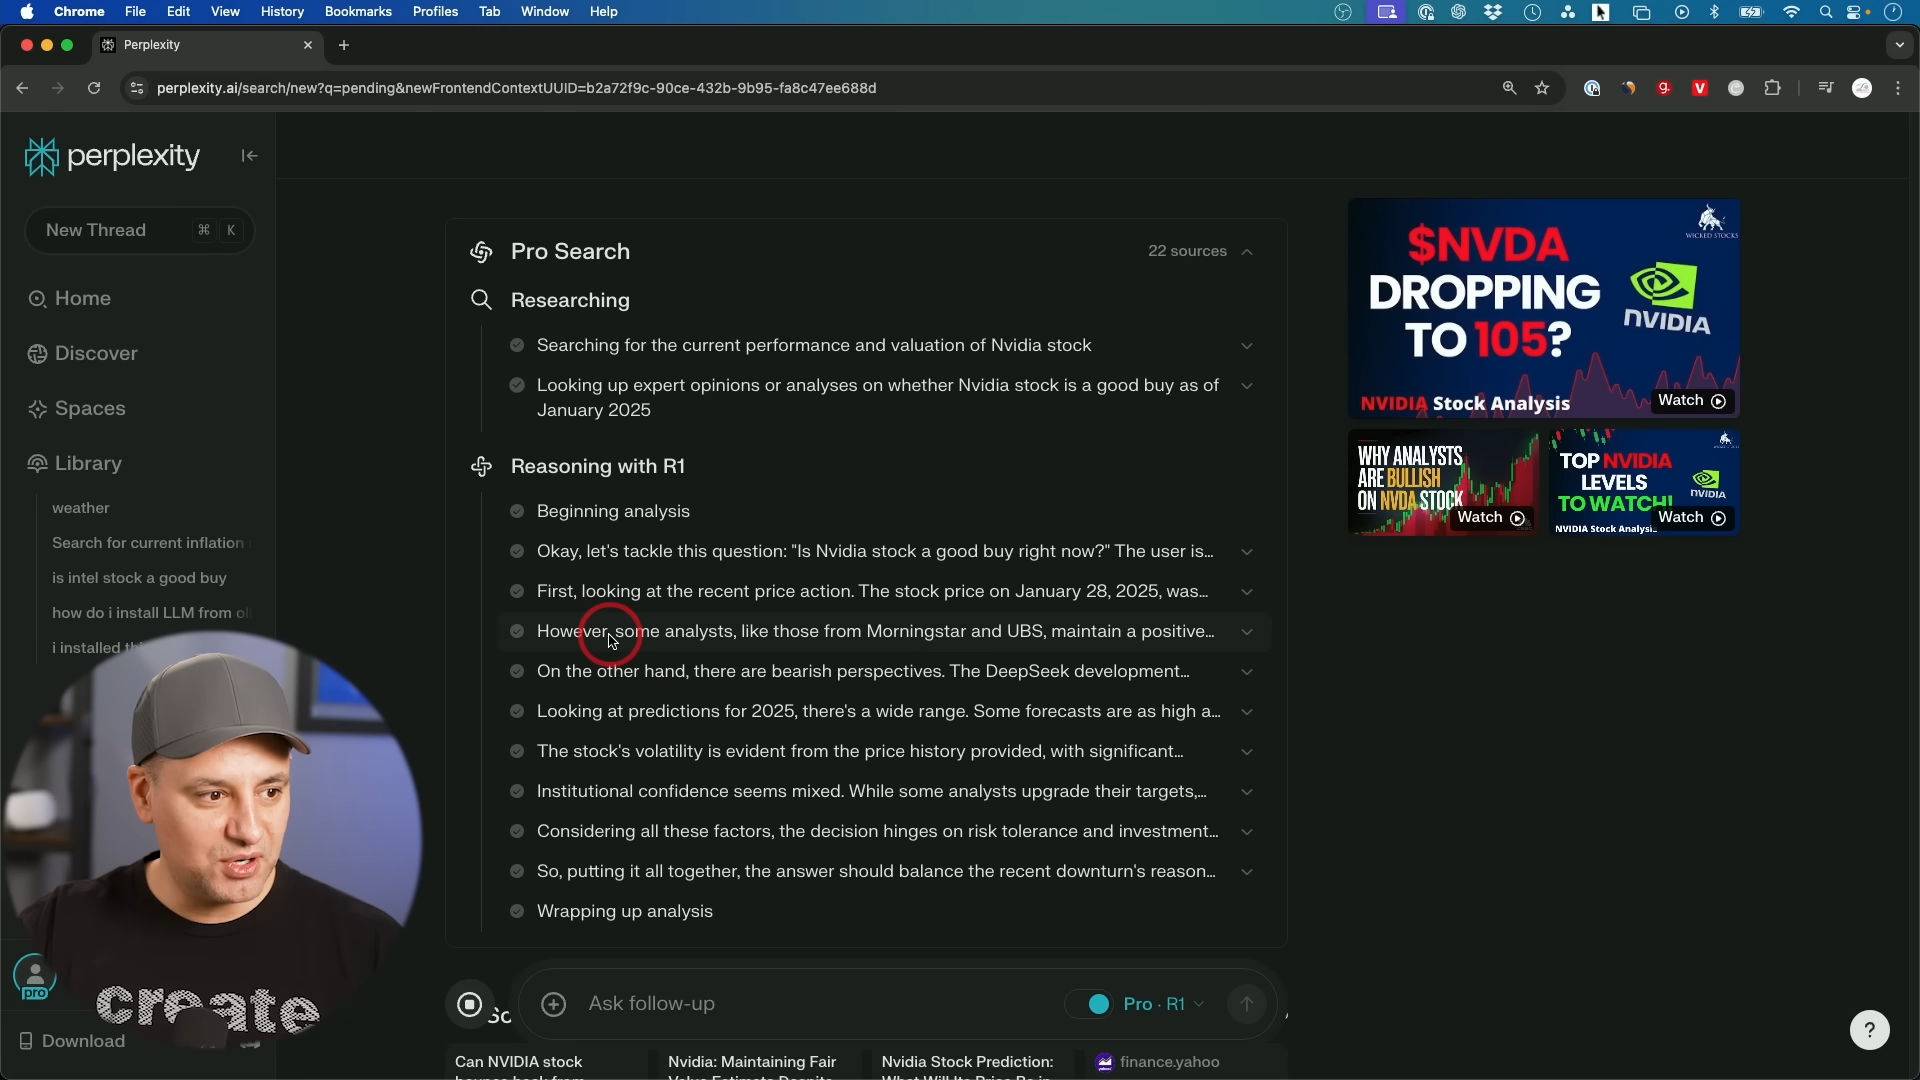 Chrome File Edit View History Bookmarks Profiles Tab Window Help
Perplexity
perplexity.ai/search/new?q=pending&newFrontendContextUUID=b2a72f9c-90ce-432b-9b95-fa8c47ee688d
perplexity
New Thread ⌘ K
Home
Discover
Spaces
Library
weather
Search for current inflation
is intel stock a good buy
how do i install LLM from ol
i installed th
pro
Download
create
Pro Search
22 sources
Researching
Searching for the current performance and valuation of Nvidia stock
Looking up expert opinions or analyses on whether Nvidia stock is a good buy as of
January 2025
Reasoning with R1
Beginning analysis
Okay, let's tackle this question: "Is Nvidia stock a good buy right now?" The user is...
First, looking at the recent price action. The stock price on January 28, 2025, was...
However, some analysts, like those from Morningstar and UBS, maintain a positive...
On the other hand, there are bearish perspectives. The DeepSeek development...
Looking at predictions for 2025, there's a wide range. Some forecasts are as high a...
The stock's volatility is evident from the price history provided, with significant...
Institutional confidence seems mixed. While some analysts upgrade their targets,...
Considering all these factors, the decision hinges on risk tolerance and investment...
So, putting it all together, the answer should balance the recent downturn's reason...
Wrapping up analysis
So
Ask follow-up
Pro · R1
Can NVIDIA stock
Nvidia: Maintaining Fair
Nvidia Stock Prediction:
finance.yahoo
$NVDA
DROPPING
TO 105?
WICKED STOCKS
NVIDIA
NVIDIA Stock Analysis
Watch
WHY ANALYSTS
ARE BULLISH
ON NVDA STOCK
Watch
TOP NVIDIA
LEVELS
TO WATCH!
NVIDIA
NVIDIA Stock Analysis
Watch
?